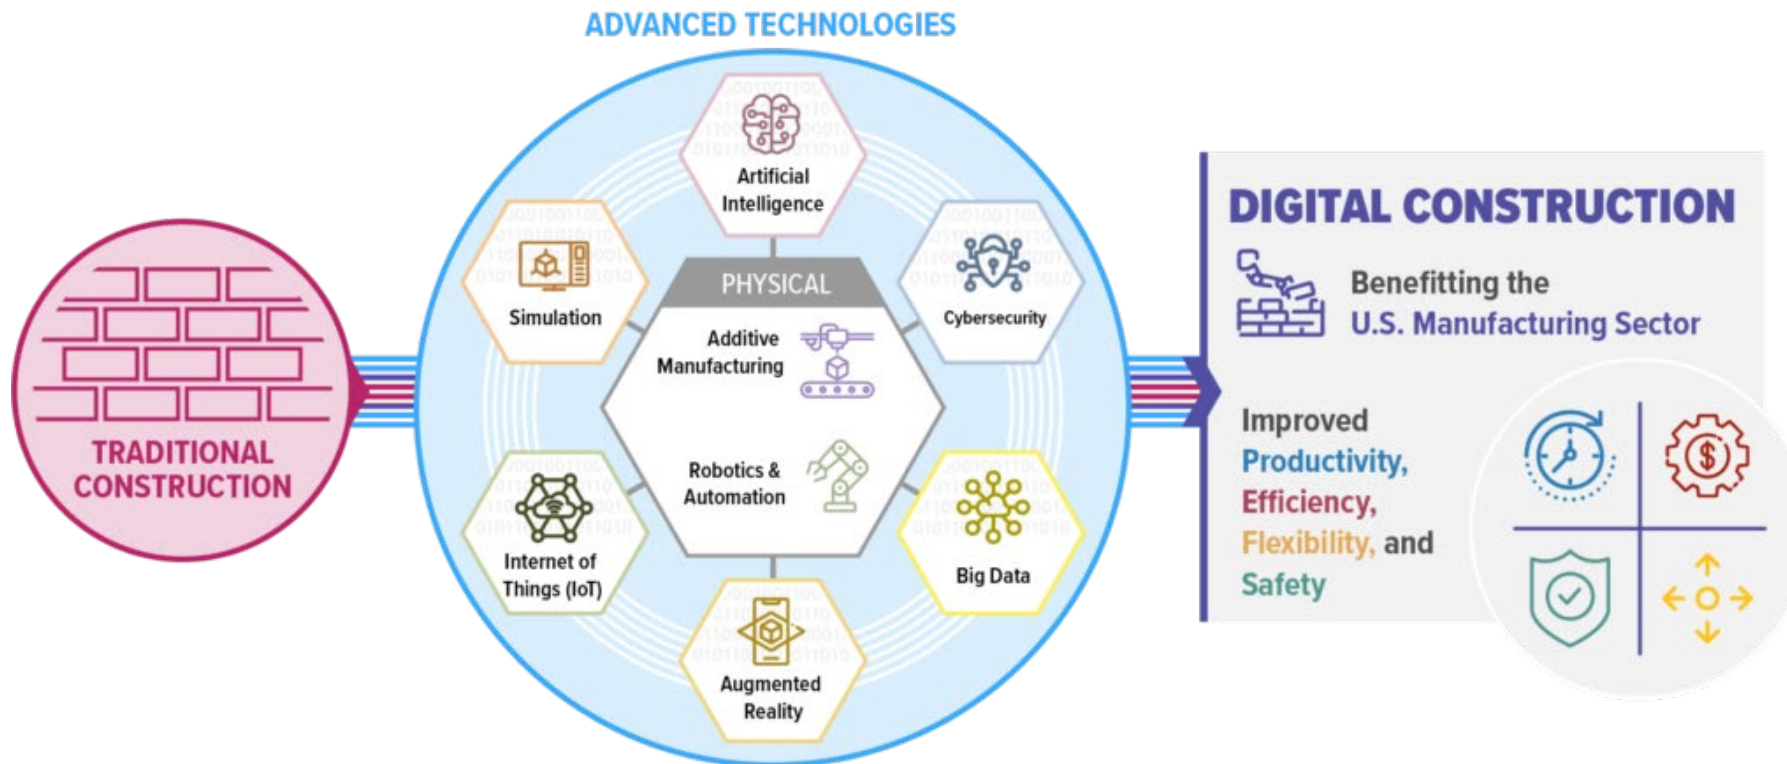 ADVANCED TECHNOLOGIES
TRADITIONAL
CONSTRUCTION
Artificial
Intelligence
Simulation
Cybersecurity
PHYSICAL
Additive
Manufacturing
Robotics &
Automation
Internet of
Things (IoT)
Big Data
Augmented
Reality
DIGITAL CONSTRUCTION
Benefitting the
U.S. Manufacturing Sector
Improved
Productivity,
Efficiency,
Flexibility, and
Safety
$